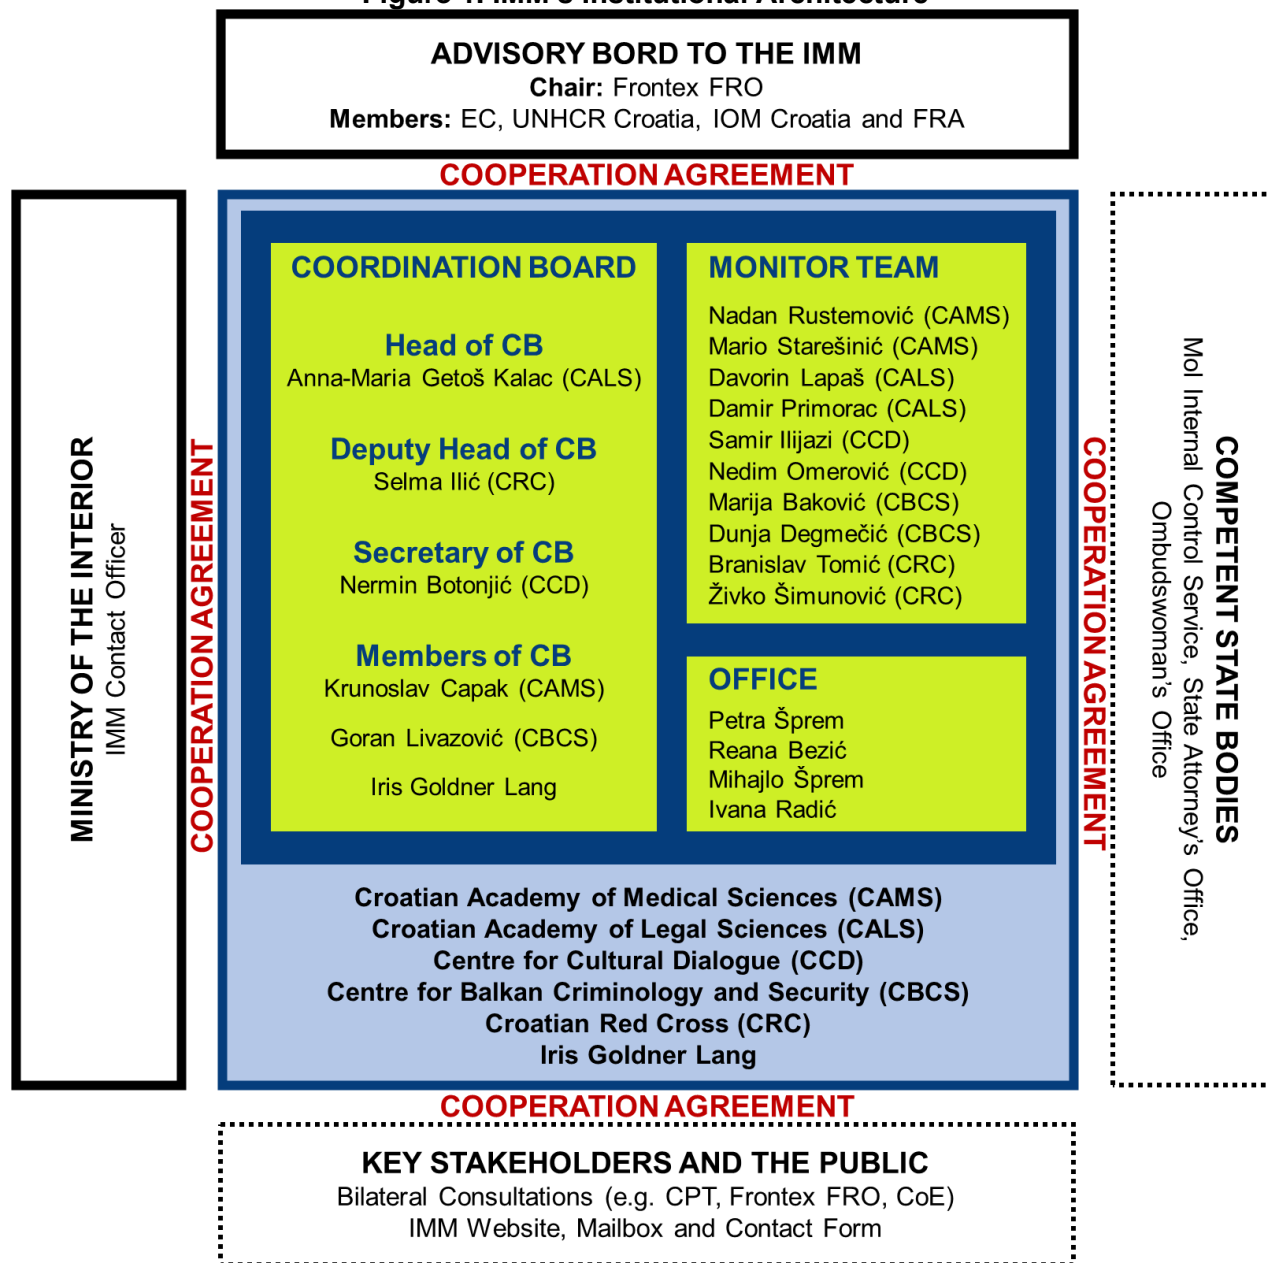 Figure 1: IMM's Institutional Architecture
ADVISORY BORD TO THE IMM
Chair: Frontex FRO
Members: EC, UNHCR Croatia, IOM Croatia and FRA
COOPERATION AGREEMENT
MINISTRY OF THE INTERIOR
IMM Contact Officer
COOPERATION AGREEMENT
COORDINATION BOARD
Head of CB
Anna-Maria Getoš Kalac (CALS)
Deputy Head of CB
Selma Ilić (CRC)
Secretary of CB
Nermin Botonjić (CCD)
Members of CB
Krunoslav Capak (CAMS)
Goran Livazović (CBCS)
Iris Goldner Lang
MONITOR TEAM
Nadan Rustemović (CAMS)
Mario Starešinić (CAMS)
Davorin Lapaš (CALS)
Damir Primorac (CALS)
Samir Ilijazi (CCD)
Nedim Omerović (CCD)
Marija Baković (CBCS)
Dunja Degmečić (CBCS)
Branislav Tomić (CRC)
Živko Šimunović (CRC)
OFFICE
Petra Šprem
Reana Bezić
Mihajlo Šprem
Ivana Radić
Croatian Academy of Medical Sciences (CAMS)
Croatian Academy of Legal Sciences (CALS)
Centre for Cultural Dialogue (CCD)
Centre for Balkan Criminology and Security (CBCS)
Croatian Red Cross (CRC)
Iris Goldner Lang
COOPERATION AGREEMENT
COMPETENT STATE BODIES
MoI Internal Control Service, State Attorney's Office,
Ombudswoman's Office
COOPERATION AGREEMENT
KEY STAKEHOLDERS AND THE PUBLIC
Bilateral Consultations (e.g. CPT, Frontex FRO, CoE)
IMM Website, Mailbox and Contact Form